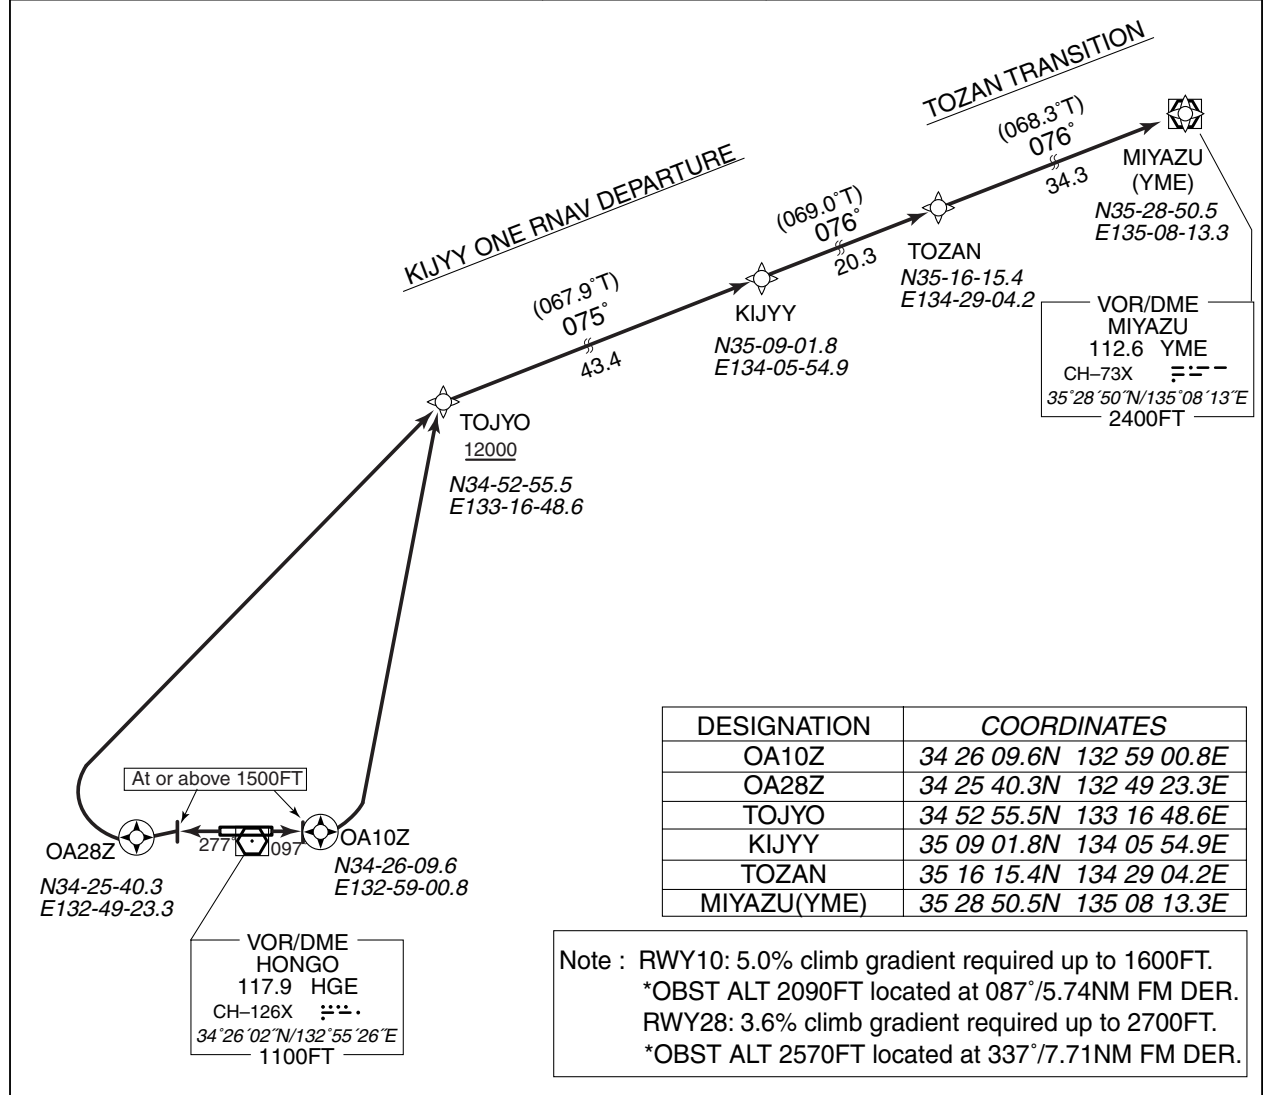 TOZAN TRANSITION
(068.3°T)
076°
34.3
MIYAZU
(YME)
N35-28-50.5
E135-08-13.3
KIJYY ONE RNAV DEPARTURE
(069.0°T)
076°
20.3
TOZAN
N35-16-15.4
E134-29-04.2
(067.9°T)
075°
43.4
KIJYY
N35-09-01.8
E134-05-54.9
VOR/DME
MIYAZU
112.6 YME
CH–73X
35°28´50˝N/135°08´13˝E
2400FT
TOJYO
12000
N34-52-55.5
E133-16-48.6
At or above 1500FT
OA28Z
277°
097°
OA10Z
N34-25-40.3
E132-49-23.3
N34-26-09.6
E132-59-00.8
VOR/DME
HONGO
117.9 HGE
CH–126X
34°26´02˝N/132°55´26˝E
1100FT
DESIGNATION COORDINATES
OA10Z 34 26 09.6N 132 59 00.8E
OA28Z 34 25 40.3N 132 49 23.3E
TOJYO 34 52 55.5N 133 16 48.6E
KIJYY 35 09 01.8N 134 05 54.9E
TOZAN 35 16 15.4N 134 29 04.2E
MIYAZU(YME) 35 28 50.5N 135 08 13.3E
Note : RWY10: 5.0% climb gradient required up to 1600FT.
*OBST ALT 2090FT located at 087°/5.74NM FM DER.
RWY28: 3.6% climb gradient required up to 2700FT.
*OBST ALT 2570FT located at 337°/7.71NM FM DER.